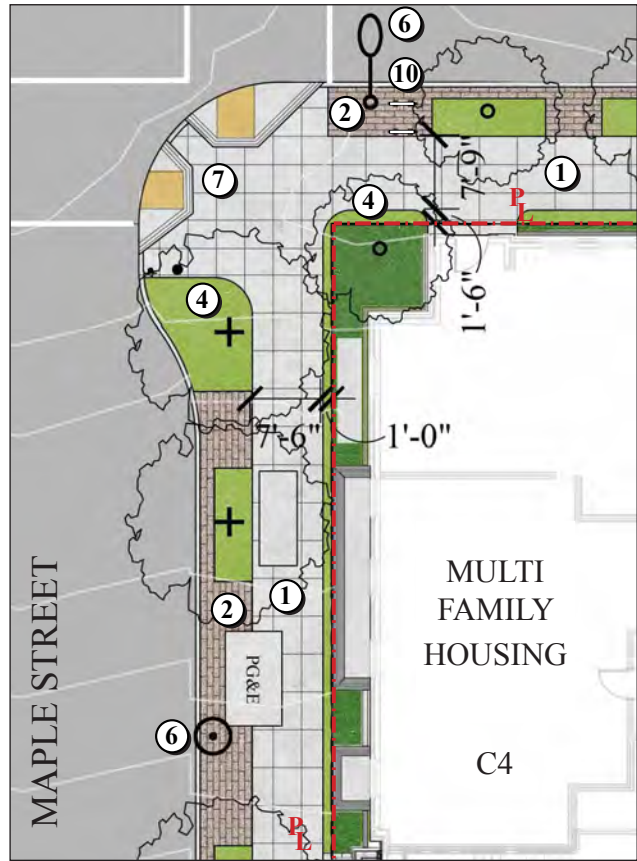 6
10
2
1
7'-9"
7
4
PL
1'-6"
4
7'-6"
1'-0"
MULTI
FAMILY
HOUSING
C4
2
1
PG&E
6
MAPLE STREET
PL